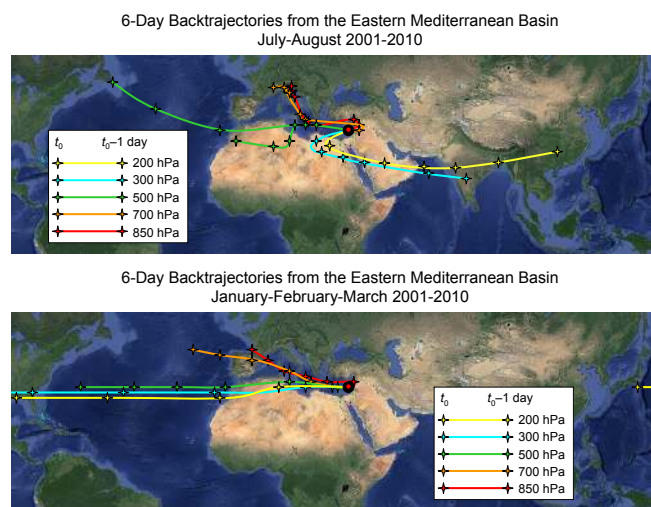 6-Day Backtrajectories from the Eastern Mediterranean Basin
July-August 2001-2010
t0 t0–1 day
200 hPa
300 hPa
500 hPa
700 hPa
850 hPa
6-Day Backtrajectories from the Eastern Mediterranean Basin
January-February-March 2001-2010
t0 t0–1 day
200 hPa
300 hPa
500 hPa
700 hPa
850 hPa